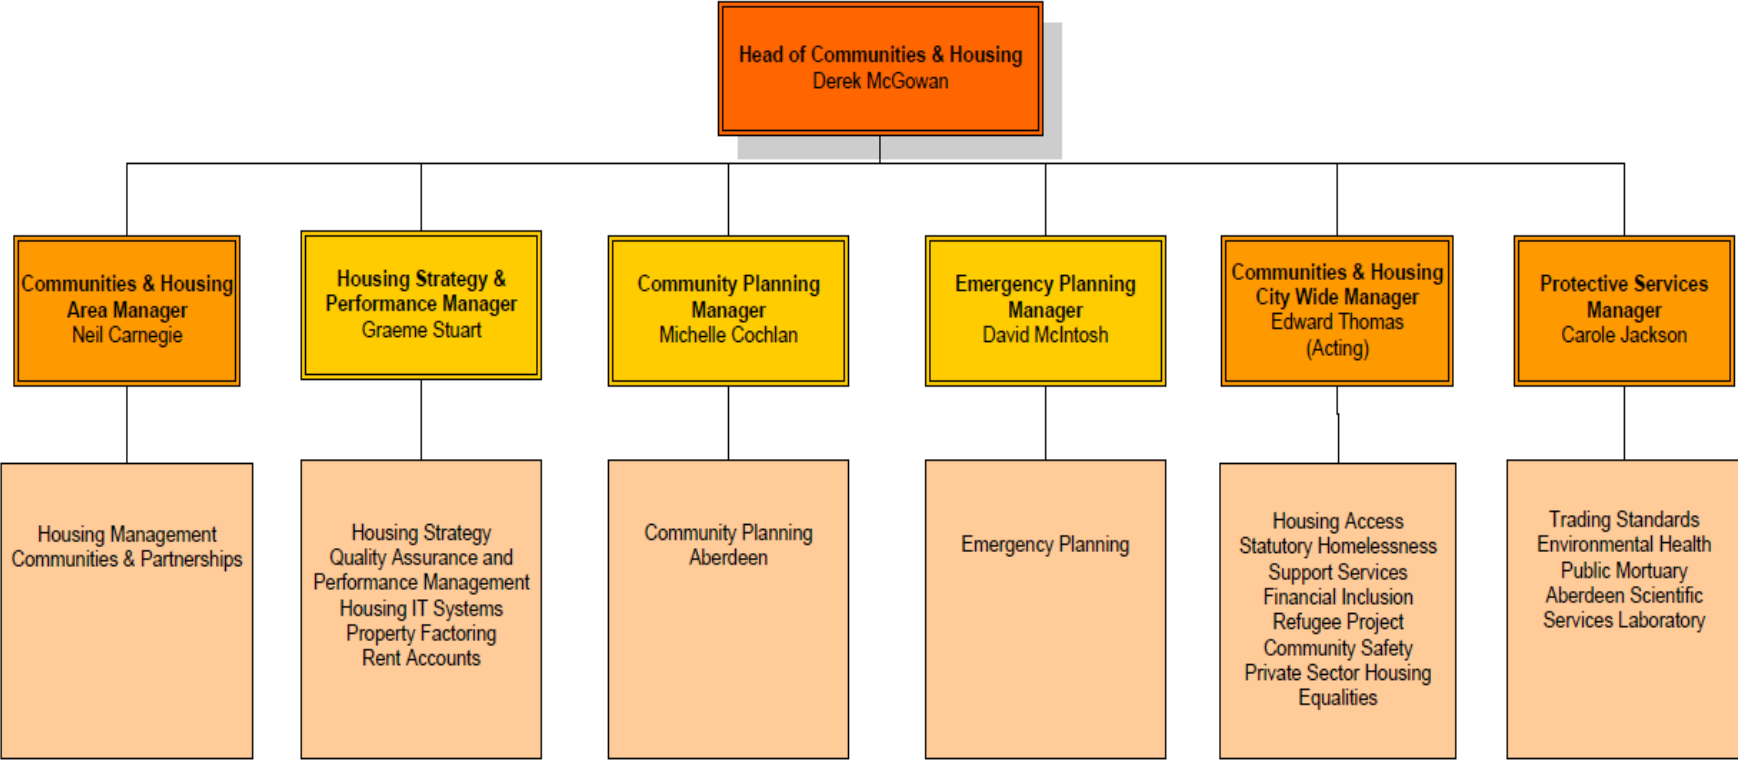 Head of Communities & Housing
Derek McGowan
Communities & Housing
Area Manager
Neil Carnegie
Housing Strategy &
Performance Manager
Graeme Stuart
Community Planning
Manager
Michelle Cochlan
Emergency Planning
Manager
David McIntosh
Communities & Housing
City Wide Manager
Edward Thomas
(Acting)
Protective Services
Manager
Carole Jackson
Housing Management
Communities & Partnerships
Housing Strategy
Quality Assurance and
Performance Management
Housing IT Systems
Property Factoring
Rent Accounts
Community Planning
Aberdeen
Emergency Planning
Housing Access
Statutory Homelessness
Support Services
Financial Inclusion
Refugee Project
Community Safety
Private Sector Housing
Equalities
Trading Standards
Environmental Health
Public Mortuary
Aberdeen Scientific
Services Laboratory